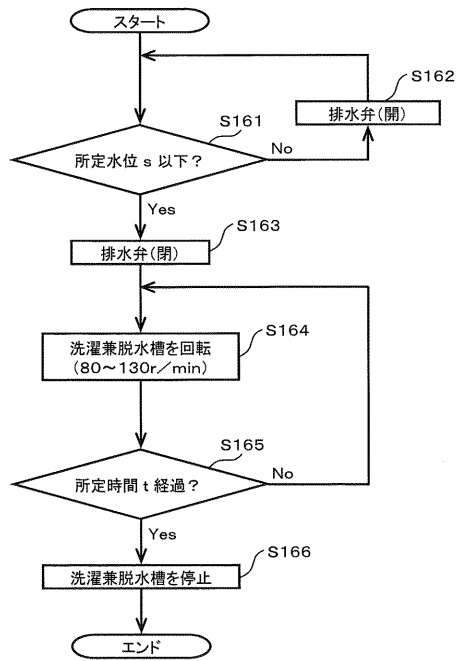 スタート
S162
排水弁(開)
S161
所定水位s以下?
No
Yes
S163
排水弁(閉)
S164
洗濯兼脱水槽を回転
(80～130r／min)
S165
所定時間t経過?
No
Yes
S166
洗濯兼脱水槽を停止
エンド